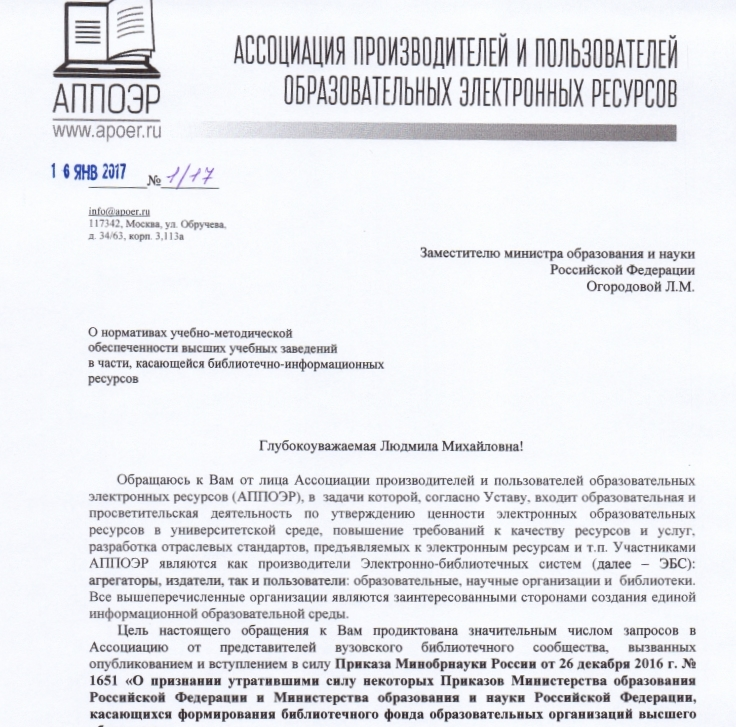 АССОЦИАЦИЯ ПРОИЗВОДИТЕЛЕЙ И ПОЛЬЗОВАТЕЛЕЙ
ОБРАЗОВАТЕЛЬНЫХ ЭЛЕКТРОННЫХ РЕСУРСОВ
АППОЭР
www.apoer.ru
16 ЯНВ 2017 № 1/17
info@apoer.ru
117342, Москва, ул. Обручева,
д. 34/63, корп. 3,113а
Заместителю министра образования и науки
Российской Федерации
Огородовой Л.М.
О нормативах учебно-методической
обеспеченности высших учебных заведений
в части, касающейся библиотечно-информационных
ресурсов
Глубокоуважаемая Людмила Михайловна!
Обращаюсь к Вам от лица Ассоциации производителей и пользователей образовательных
электронных ресурсов (АППОЭР), в задачи которой, согласно Уставу, входит образовательная и
просветительская деятельность по утверждению ценности электронных образовательных
ресурсов в университетской среде, повышение требований к качеству ресурсов и услуг,
разработка отраслевых стандартов, предъявляемых к электронным ресурсам и т.п. Участниками
АППОЭР являются как производители Электронно-библиотечных систем (далее – ЭБС):
агрегаторы, издатели, так и пользователи: образовательные, научные организации и библиотеки.
Все вышеперечисленные организации являются заинтересованными сторонами создания единой
информационной образовательной среды.
Цель настоящего обращения к Вам продиктована значительным числом запросов в
Ассоциацию от представителей вузовского библиотечного сообщества, вызванных
опубликованием и вступлением в силу Приказа Минобрнауки России от 26 декабря 2016 г. №
1651 «О признании утратившими силу некоторых Приказов Министерства образования
Российской Федерации и Министерства образования и науки Российской Федерации,
касающихся формирования библиотечного фонда образовательных организаций высшего